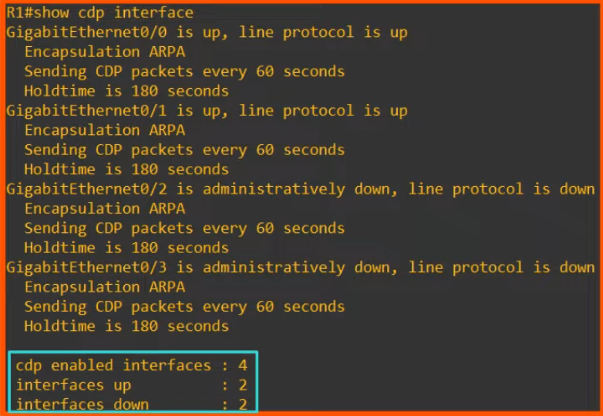 R1#show cdp interface
GigabitEthernet0/0 is up, line protocol is up
  Encapsulation ARPA
  Sending CDP packets every 60 seconds
  Holdtime is 180 seconds
GigabitEthernet0/1 is up, line protocol is up
  Encapsulation ARPA
  Sending CDP packets every 60 seconds
  Holdtime is 180 seconds
GigabitEthernet0/2 is administratively down, line protocol is down
  Encapsulation ARPA
  Sending CDP packets every 60 seconds
  Holdtime is 180 seconds
GigabitEthernet0/3 is administratively down, line protocol is down
  Encapsulation ARPA
  Sending CDP packets every 60 seconds
  Holdtime is 180 seconds
cdp enabled interfaces : 4
interfaces up          : 2
interfaces down        : 2